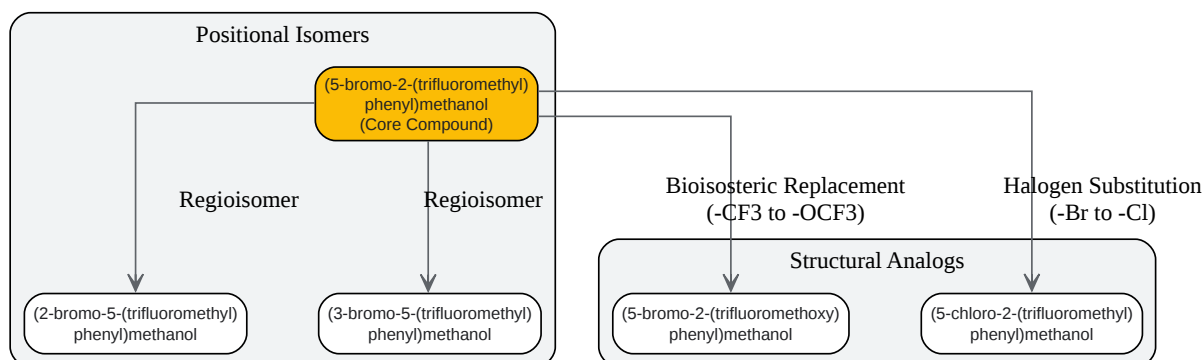 Positional Isomers
(5-bromo-2-(trifluoromethyl)
phenyl)methanol
(Core Compound)
Regioisomer
Regioisomer
Bioisosteric Replacement
(-CF3 to -OCF3)
Halogen Substitution
(-Br to -Cl)
Structural Analogs
(2-bromo-5-(trifluoromethyl)
phenyl)methanol
(3-bromo-5-(trifluoromethyl)
phenyl)methanol
(5-bromo-2-(trifluoromethoxy)
phenyl)methanol
(5-chloro-2-(trifluoromethyl)
phenyl)methanol